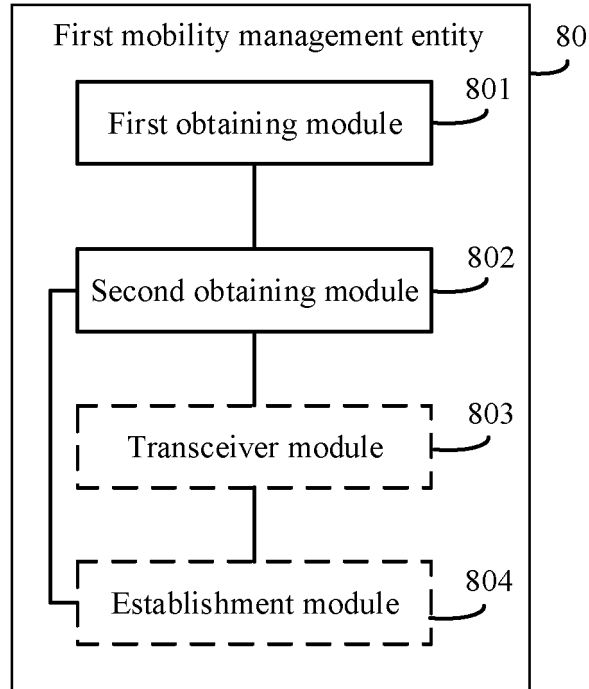 First mobility management entity
80
801
First obtaining module
802
Second obtaining module
803
Transceiver module
804
Establishment module